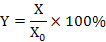 Y = X / X₀ × 100%